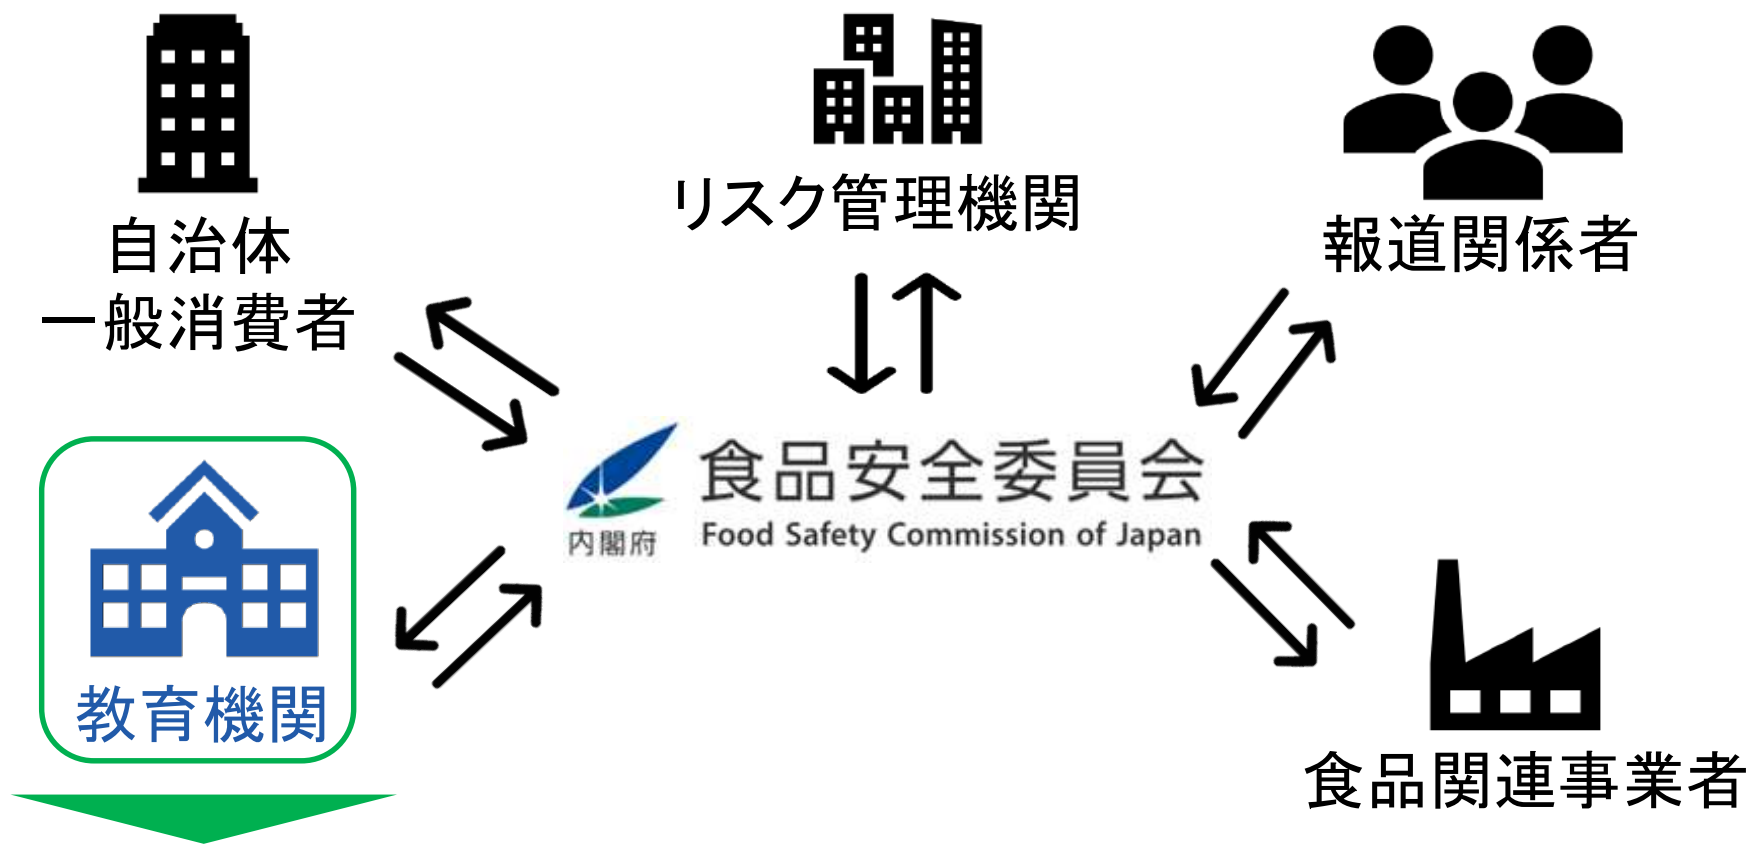 自治体
一般消費者
リスク管理機関
報道関係者
食品安全委員会
Food Safety Commission of Japan
内閣府
教育機関
食品関連事業者